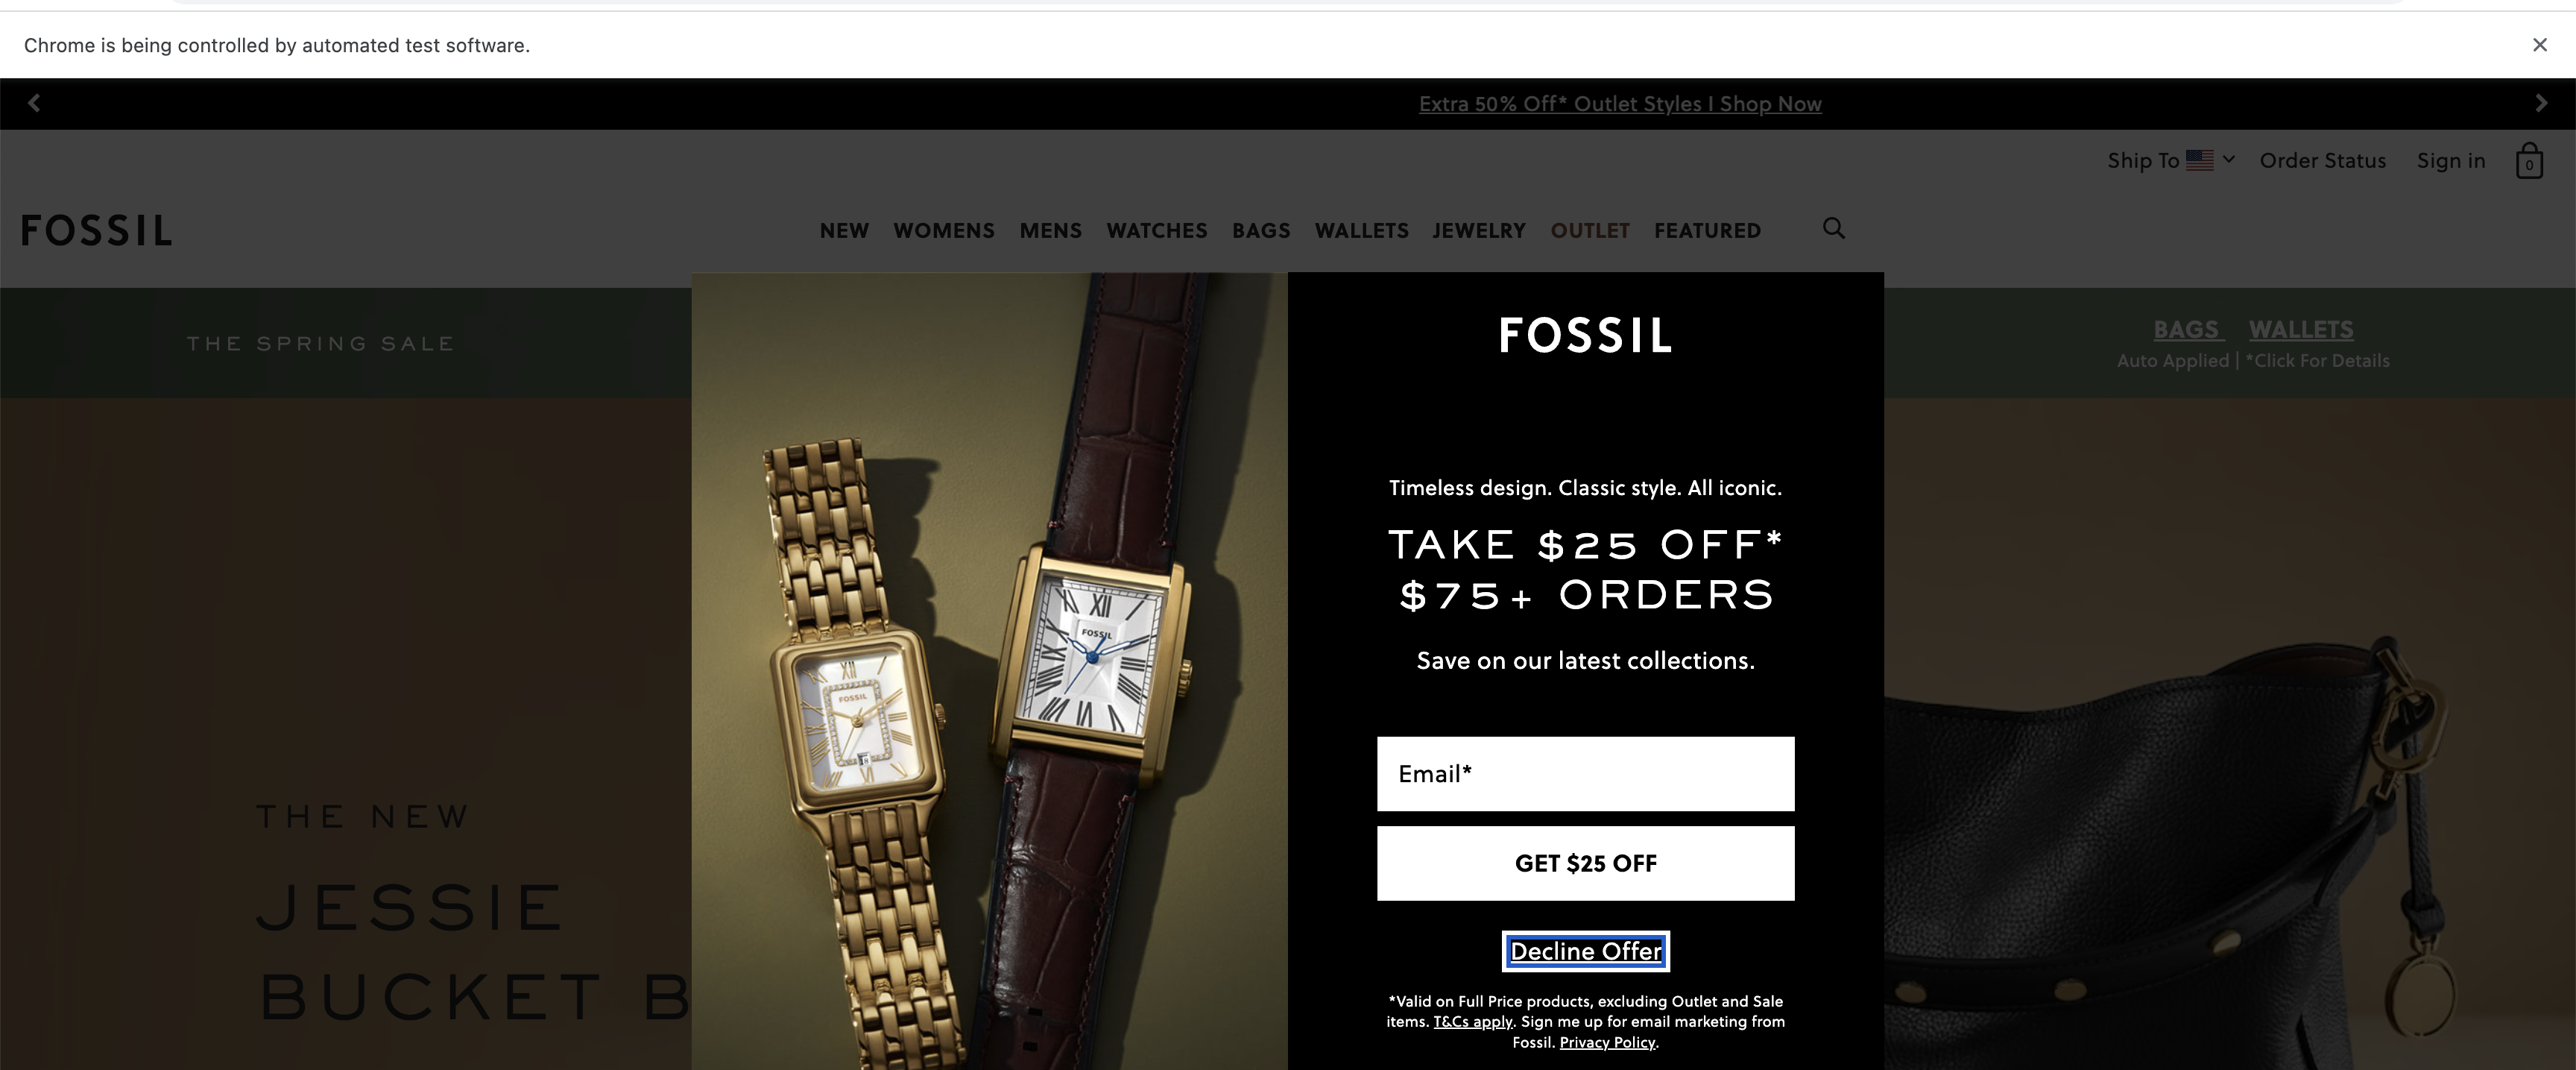 Chrome is being controlled by automated test software.
Extra 50% Off* Outlet Styles I Shop Now
Ship To
Order Status
Sign in
0
FOSSIL
NEW WOMENS MENS WATCHES BAGS WALLETS JEWELRY OUTLET FEATURED
THE SPRING SALE
BAGS WALLETS
Auto Applied | *Click For Details
THE NEW
JESSIE
BUCKET B
XII
FOSSIL
XII
FOSSIL
FOSSIL
Timeless design. Classic style. All iconic.
TAKE $25 OFF*
$75+ ORDERS
Save on our latest collections.
Email*
GET $25 OFF
Decline Offer
*Valid on Full Price products, excluding Outlet and Sale
items. T&Cs apply. Sign me up for email marketing from
Fossil. Privacy Policy.